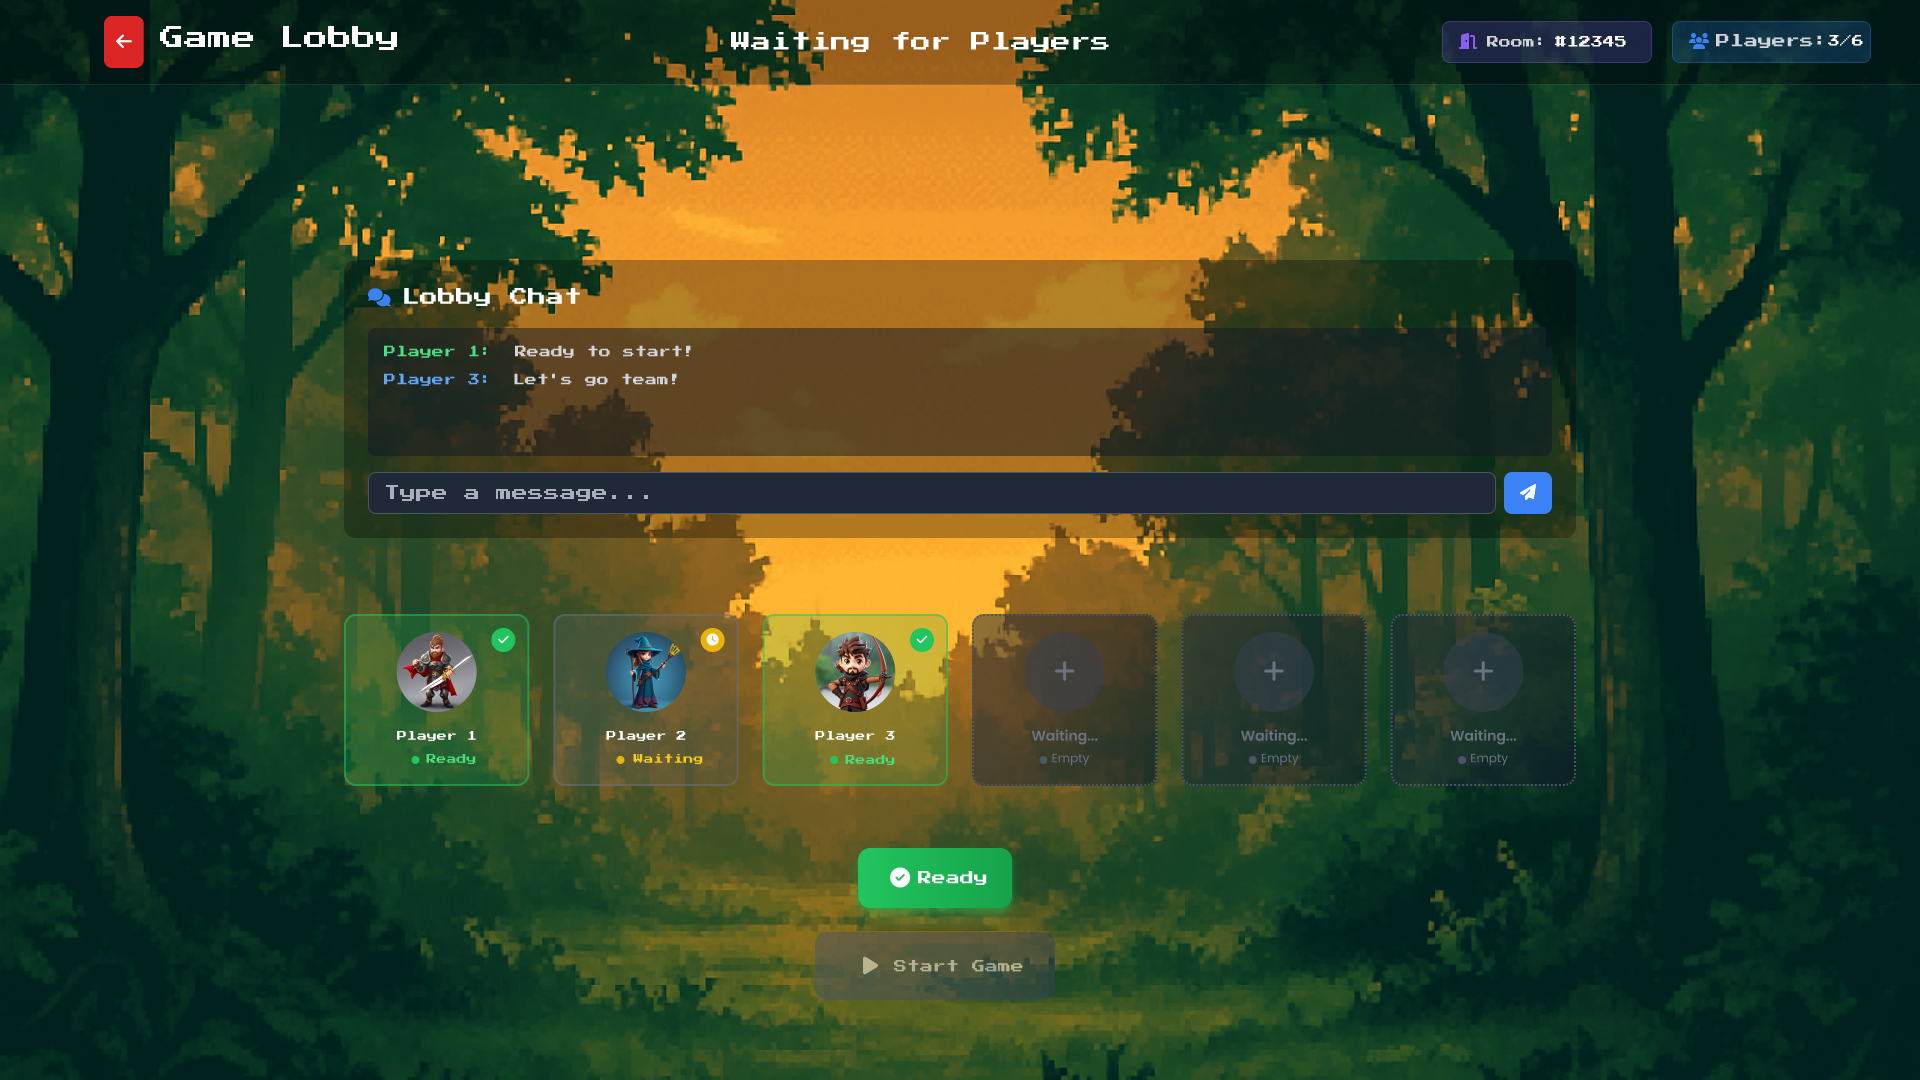 Game Lobby
Waiting for Players
Room: #12345
Players: 3/6
Lobby Chat
Player 1: Ready to start!
Player 3: Let's go team!
Type a message...
Player 1
Ready
Player 2
Waiting
Player 3
Ready
Waiting...
Empty
Waiting...
Empty
Waiting...
Empty
Ready
Start Game